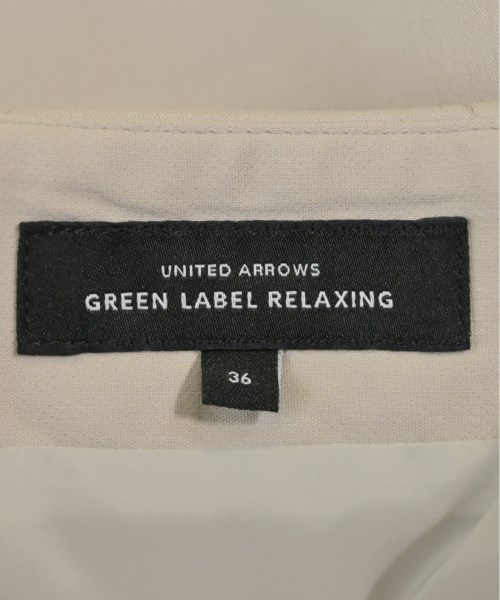 UNITED ARROWS
GREEN LABEL RELAXING
36